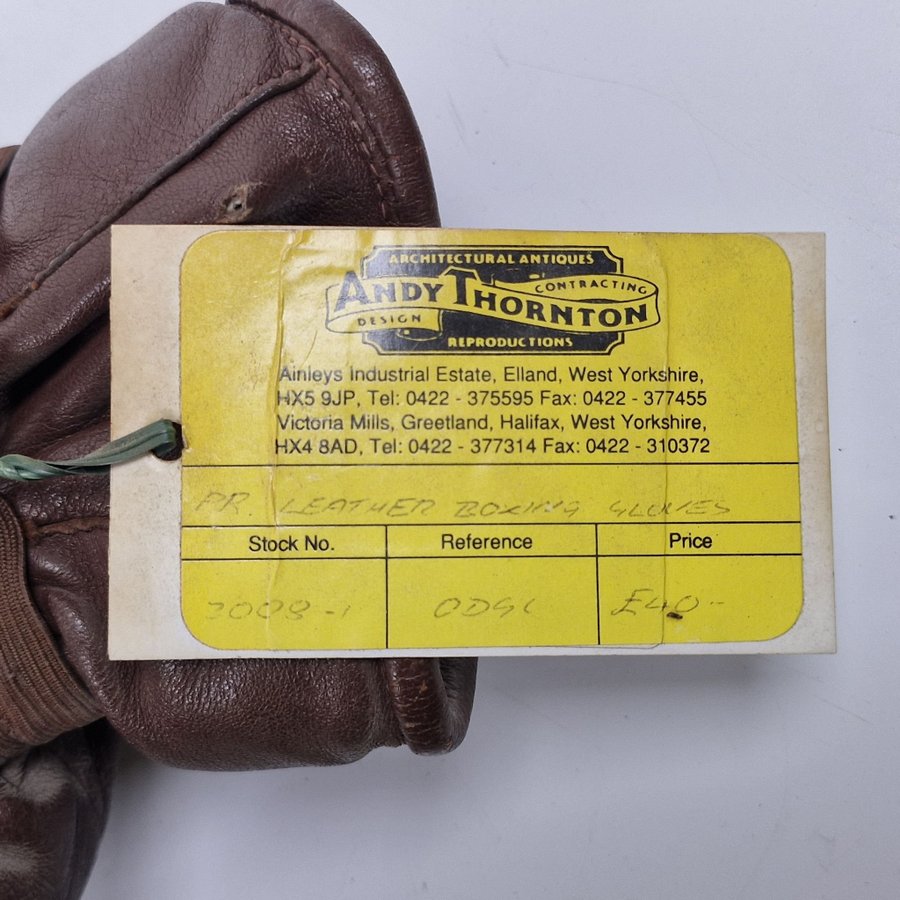 ARCHITECTURAL ANTIQUES
ANDY THORNTON
CONTRACTING
DESIGN
REPRODUCTIONS
Ainleys Industrial Estate, Elland, West Yorkshire,
HX5 9JP, Tel: 0422 - 375595 Fax: 0422 - 377455
Victoria Mills, Greetland, Halifax, West Yorkshire,
HX4 8AD, Tel: 0422 - 377314 Fax: 0422 - 310372
PR. LEATHER BOXING GLOVES
Stock No. Reference Price
£40-